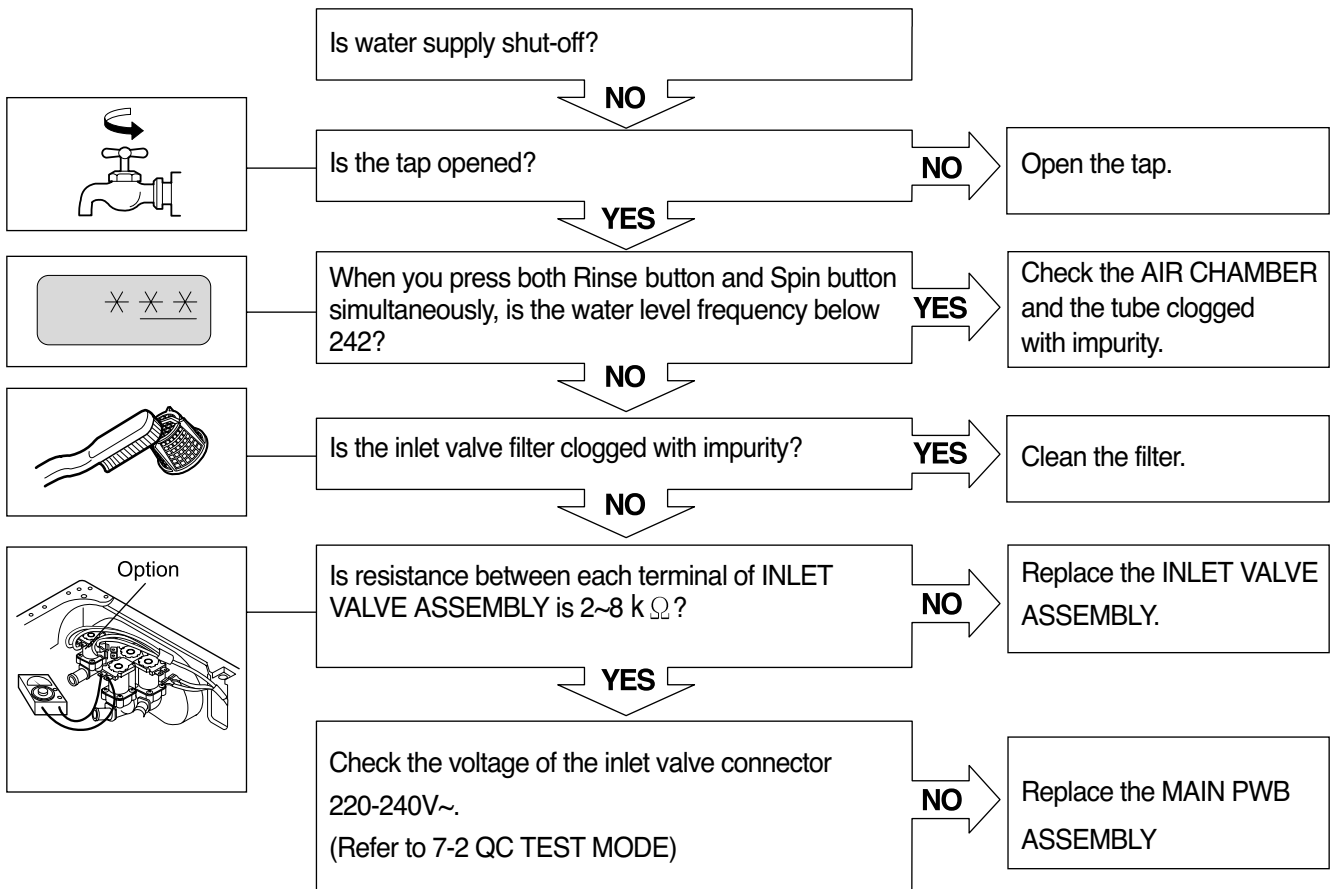 Is water supply shut-off?
NO
Is the tap opened?
NO
Open the tap.
YES
When you press both Rinse button and Spin button
simultaneously, is the water level frequency below
242?
YES
Check the AIR CHAMBER
and the tube clogged
with impurity.
NO
Is the inlet valve filter clogged with impurity?
YES
Clean the filter.
NO
Option
Is resistance between each terminal of INLET
VALVE ASSEMBLY is 2~8 k Ω?
NO
Replace the INLET VALVE
ASSEMBLY.
YES
Check the voltage of the inlet valve connector
220-240V~.
(Refer to 7-2 QC TEST MODE)
NO
Replace the MAIN PWB
ASSEMBLY